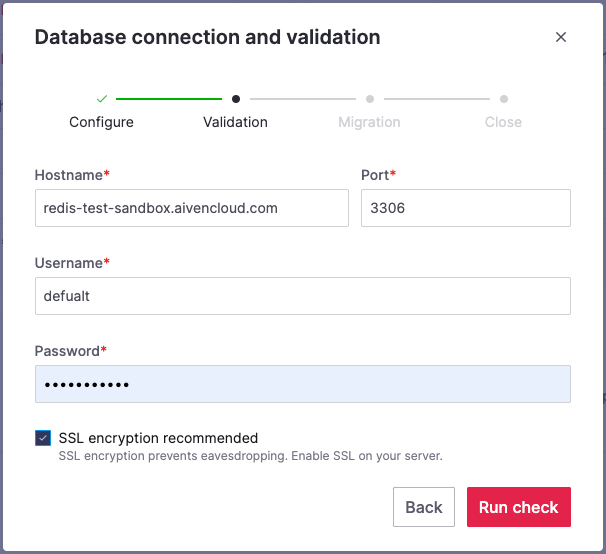 Database connection and validation
Configure Validation Migration Close
Hostname* Port*
redis-test-sandbox.aivencloud.com 3306
Username*
defualt
Password*
•••••••••••
SSL encryption recommended
SSL encryption prevents eavesdropping. Enable SSL on your server.
Back Run check